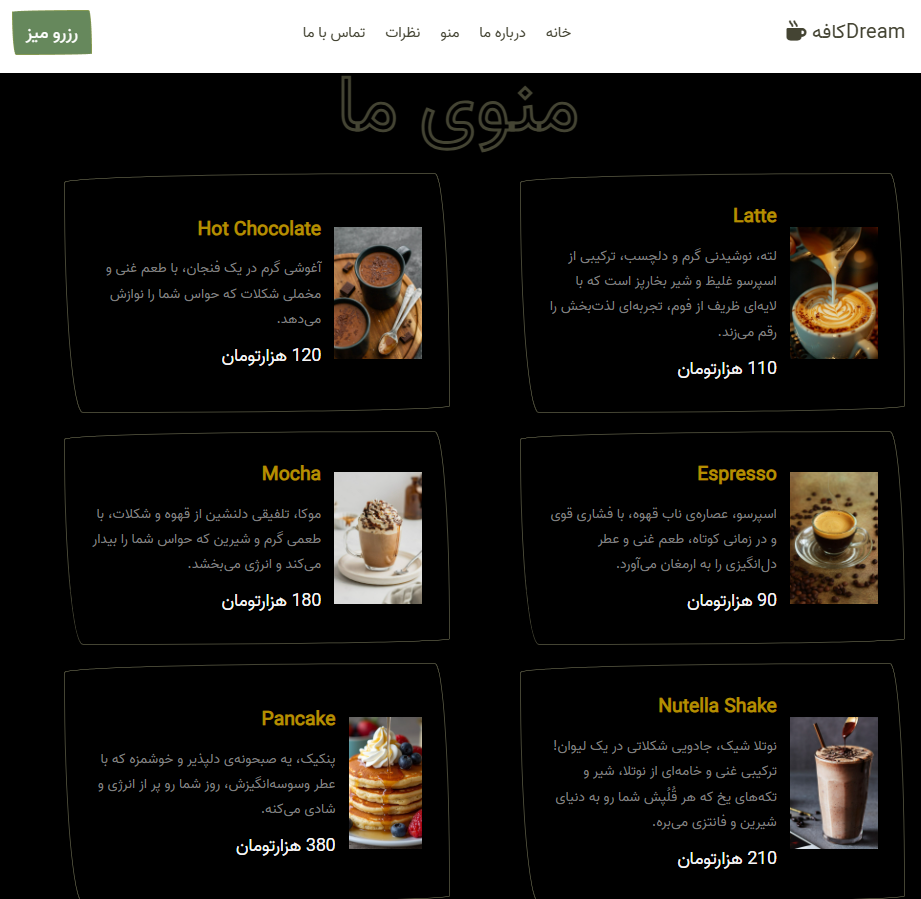 Dreamکافه
خانه
درباره ما
منو
نظرات
تماس با ما
رزرو میز
منوی ما
Latte
لته، نوشیدنی گرم و دلچسب، ترکیبی از
اسپرسو غلیظ و شیر بخارپز است که با
لایه‌ای ظریف از فوم، تجربه‌ای لذت‌بخش را
رقم می‌زند.
110 هزارتومان
Hot Chocolate
آغوشی گرم در یک فنجان، با طعم غنی و
مخملی شکلات که حواس شما را نوازش
می‌دهد.
120 هزارتومان
Espresso
اسپرسو، عصاره‌ی ناب قهوه، با فشاری قوی
و در زمانی کوتاه، طعم غنی و عطر
دل‌انگیزی را به ارمغان می‌آورد.
90 هزارتومان
Mocha
موکا، تلفیقی دلنشین از قهوه و شکلات، با
طعمی گرم و شیرین که حواس شما را بیدار
می‌کند و انرژی می‌بخشد.
180 هزارتومان
Nutella Shake
نوتلا شیک، جادویی شکلاتی در یک لیوان!
ترکیبی غنی و خامه‌ای از نوتلا، شیر و
تکه‌های یخ که هر قُلُپش شما رو به دنیای
شیرین و فانتزی می‌بره.
210 هزارتومان
Pancake
پنکیک، یه صبحونه‌ی دلپذیر و خوشمزه که با
عطر وسوسه‌انگیزش، روز شما رو پر از انرژی و
شادی می‌کنه.
380 هزارتومان